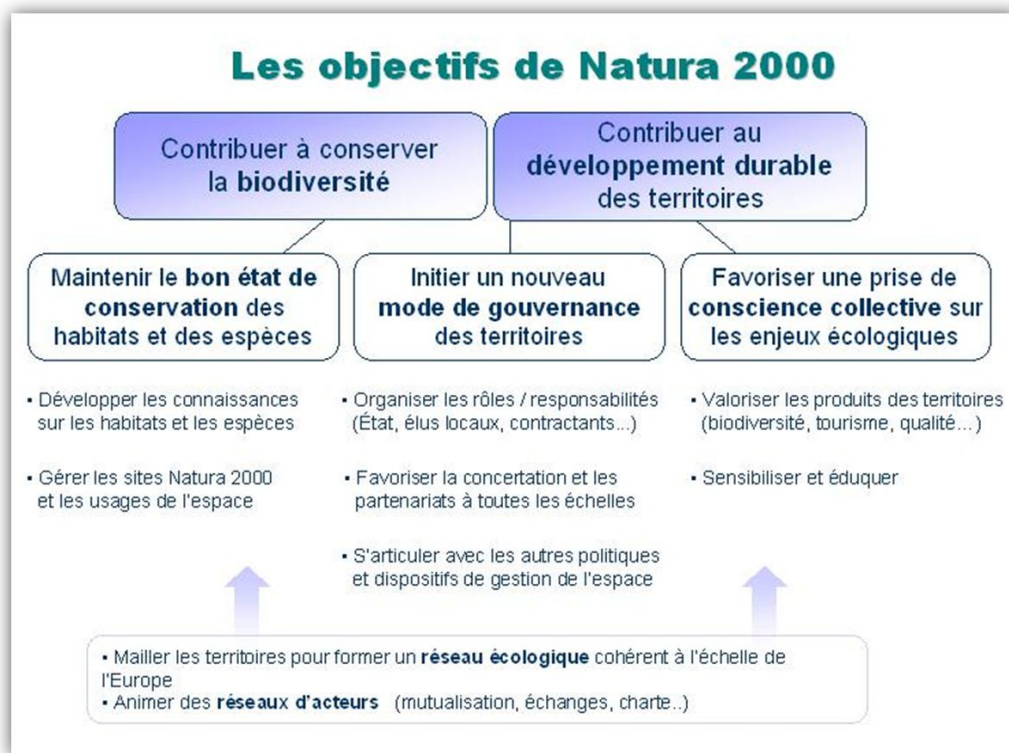 Les objectifs de Natura 2000
Contribuer à conserver
la biodiversité
Contribuer au
développement durable
des territoires
Maintenir le bon état de
conservation des
habitats et des espèces
Initier un nouveau
mode de gouvernance
des territoires
Favoriser une prise de
conscience collective sur
les enjeux écologiques
▪ Développer les connaissances
sur les habitats et les espèces
▪ Gérer les sites Natura 2000
et les usages de l'espace
▪ Organiser les rôles / responsabilités
(État, élus locaux, contractants...)
▪ Favoriser la concertation et les
partenariats à toutes les échelles
▪ S'articuler avec les autres politiques
et dispositifs de gestion de l'espace
▪ Valoriser les produits des territoires
(biodiversité, tourisme, qualité…)
▪ Sensibiliser et éduquer
▪ Mailler les territoires pour former un réseau écologique cohérent à l'échelle de
l'Europe
▪ Animer des réseaux d'acteurs (mutualisation, échanges, charte..)